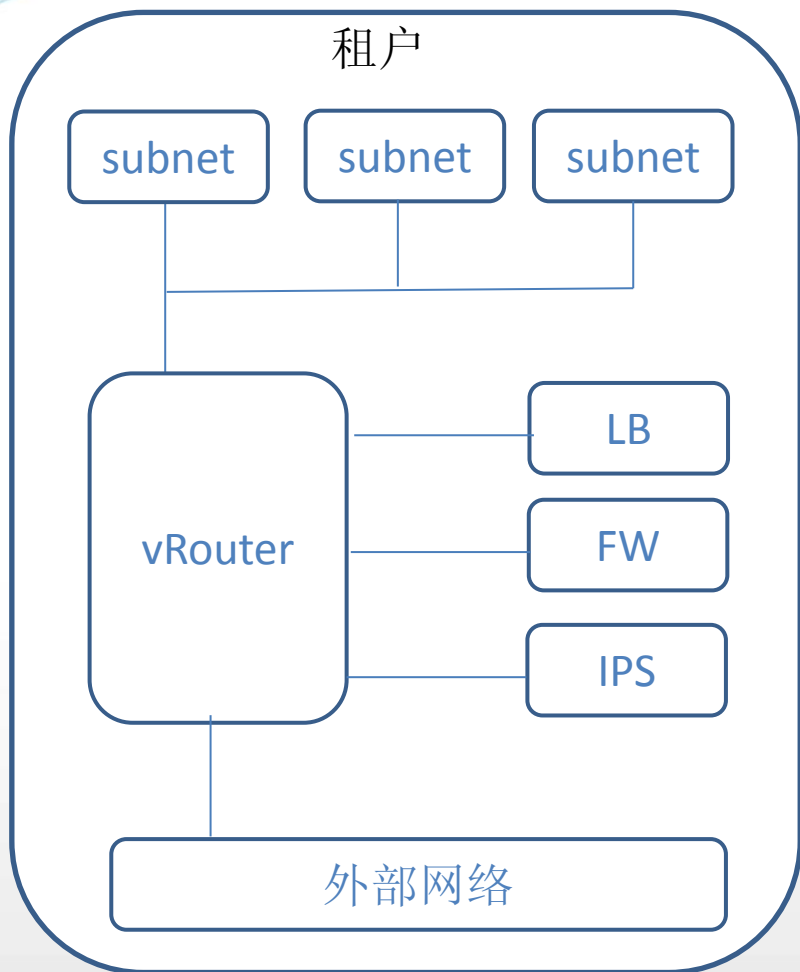 租户
subnet
subnet
subnet
LB
vRouter
FW
IPS
外部网络